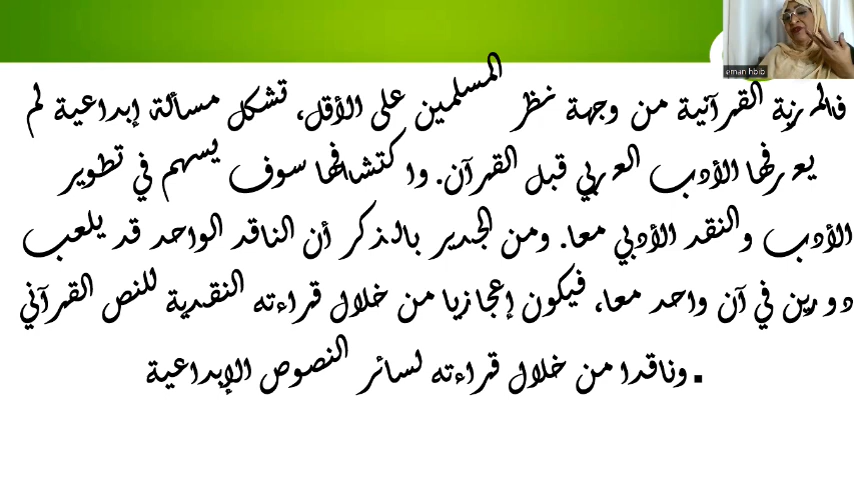 eman hbib
فالمزية القرآنية من وجهة نظر المسلمين على الأقل، تشكل مسألة إبداعية لم
يعرفها الأدب العربي قبل القرآن. واكتشافها سوف يسهم في تطوير
الأدب والنقد الأدبي معا. ومن الجدير بالذكر أن الناقد الواحد قد يلعب
دورين في آن واحد معا، فيكون إعجازيا من خلال قراءته النقدية للنص القرآني
وناقدا من خلال قراءته لسائر النصوص الإبداعية.